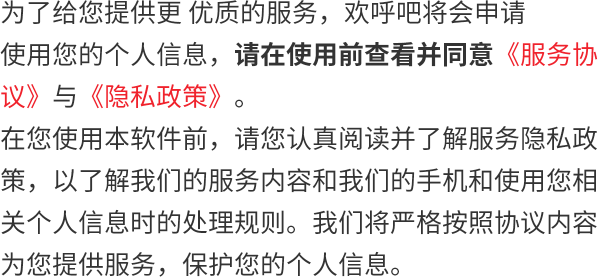 为了给您提供更 优质的服务，欢呼吧将会申请
使用您的个人信息，请在使用前查看并同意《服务协
议》与《隐私政策》。
在您使用本软件前，请您认真阅读并了解服务隐私政
策，以了解我们的服务内容和我们的手机和使用您相
关个人信息时的处理规则。我们将严格按照协议内容
为您提供服务，保护您的个人信息。